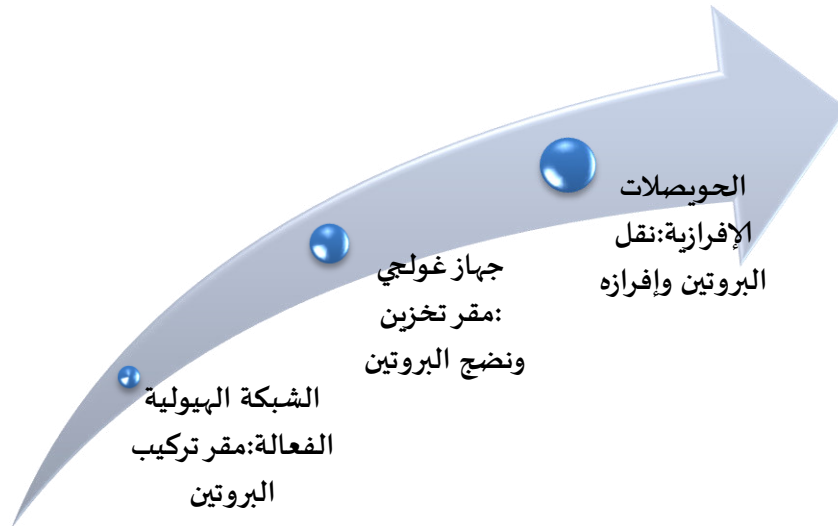 الحويصلات
الإفرازية:نقل
البروتين وإفرازه
جهاز غولجي
:مقر تخزين
ونضج البروتين
الشبكة الهيولية
الفعالة:مقر تركيب
البروتين